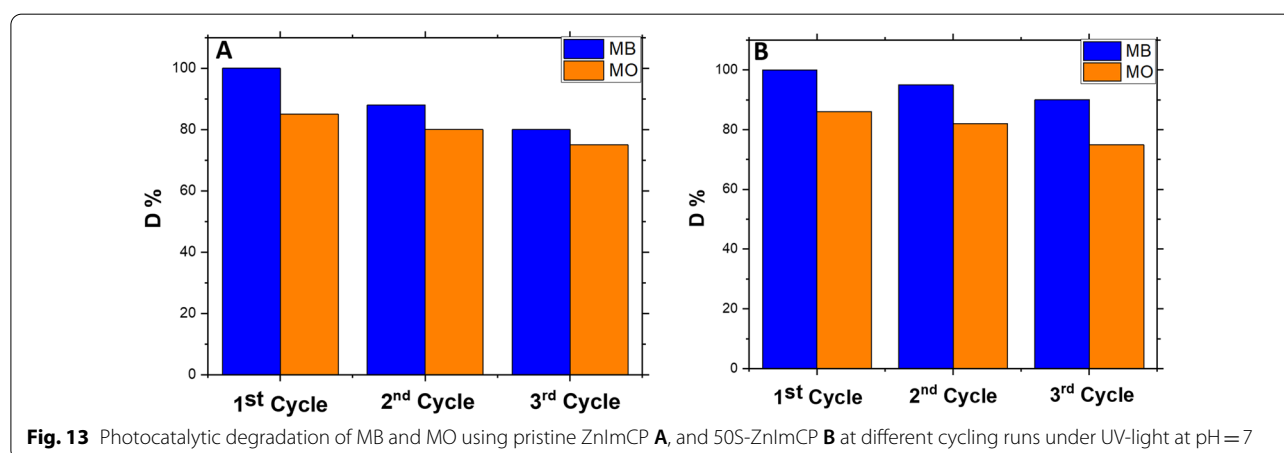 A
MB
MO
100
80
60
40
20
0
D %
1st Cycle 2nd Cycle 3rd Cycle
B
MB
MO
100
80
60
40
20
0
D %
1st Cycle 2nd Cycle 3rd Cycle
Fig. 13 Photocatalytic degradation of MB and MO using pristine ZnImCP A, and 50S-ZnImCP B at different cycling runs under UV-light at pH = 7